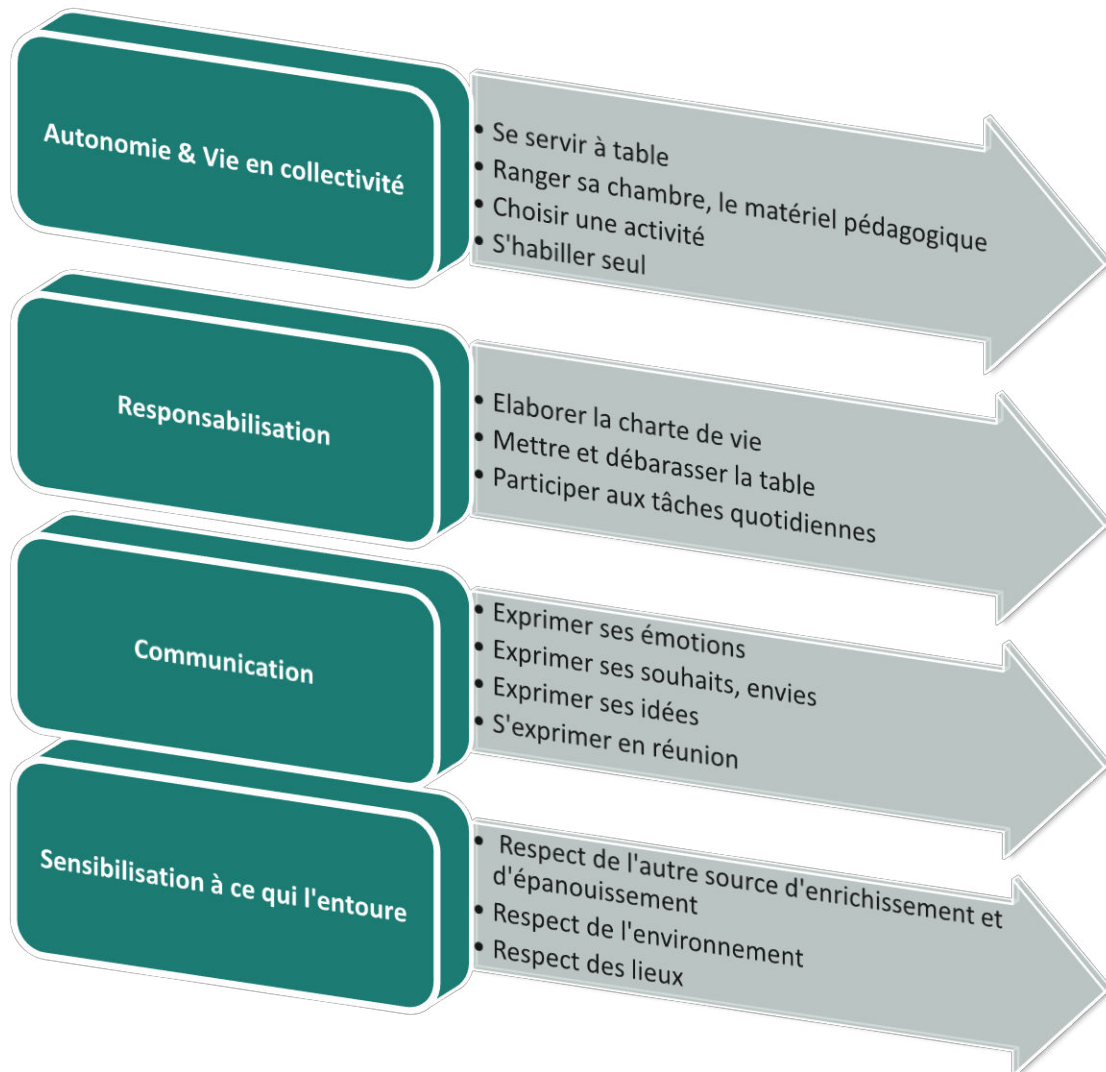 Autonomie & Vie en collectivité
• Se servir à table
• Ranger sa chambre, le matériel pédagogique
• Choisir une activité
• S'habiller seul
Responsabilisation
• Elaborer la charte de vie
• Mettre et débarasser la table
• Participer aux tâches quotidiennes
Communication
• Exprimer ses émotions
• Exprimer ses souhaits, envies
• Exprimer ses idées
• S'exprimer en réunion
Sensibilisation à ce qui l'entoure
• Respect de l'autre source d'enrichissement et
d'épanouissement
• Respect de l'environnement
• Respect des lieux